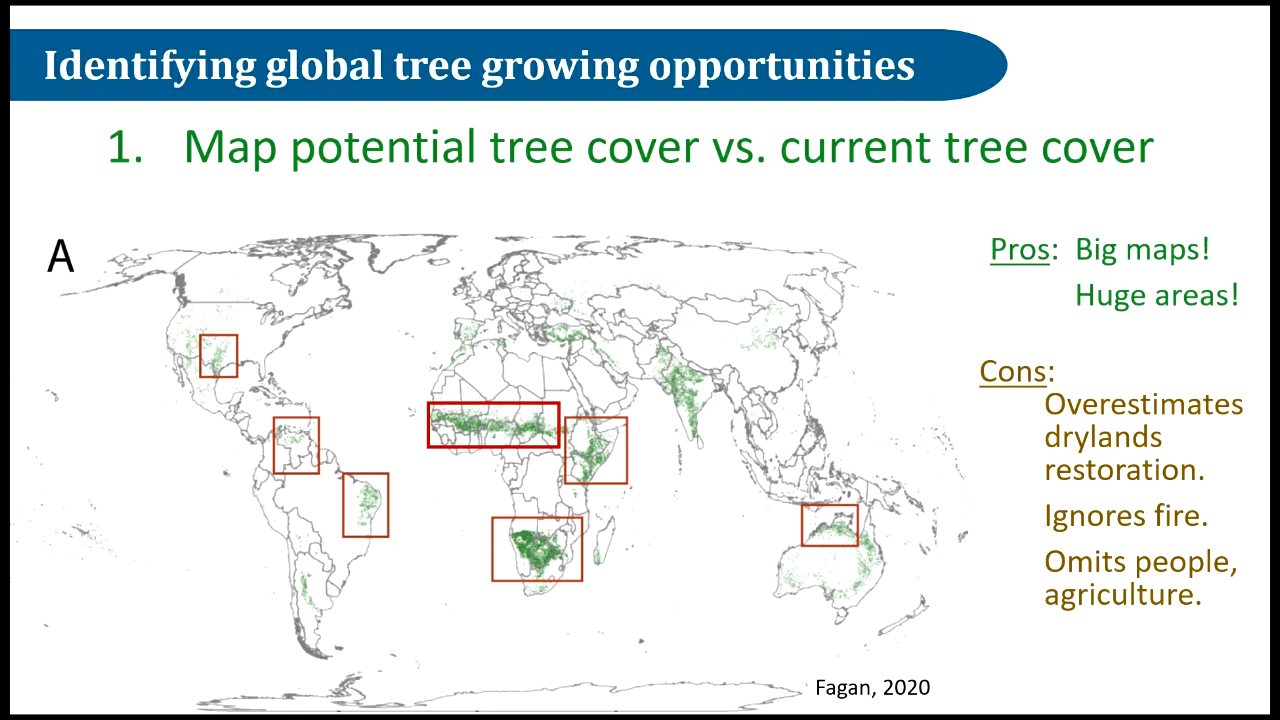 Identifying global tree growing opportunities
1. Map potential tree cover vs. current tree cover
A
Pros: Big maps!
Huge areas!
Cons:
Overestimates
drylands
restoration.
Ignores fire.
Omits people,
agriculture.
Fagan, 2020